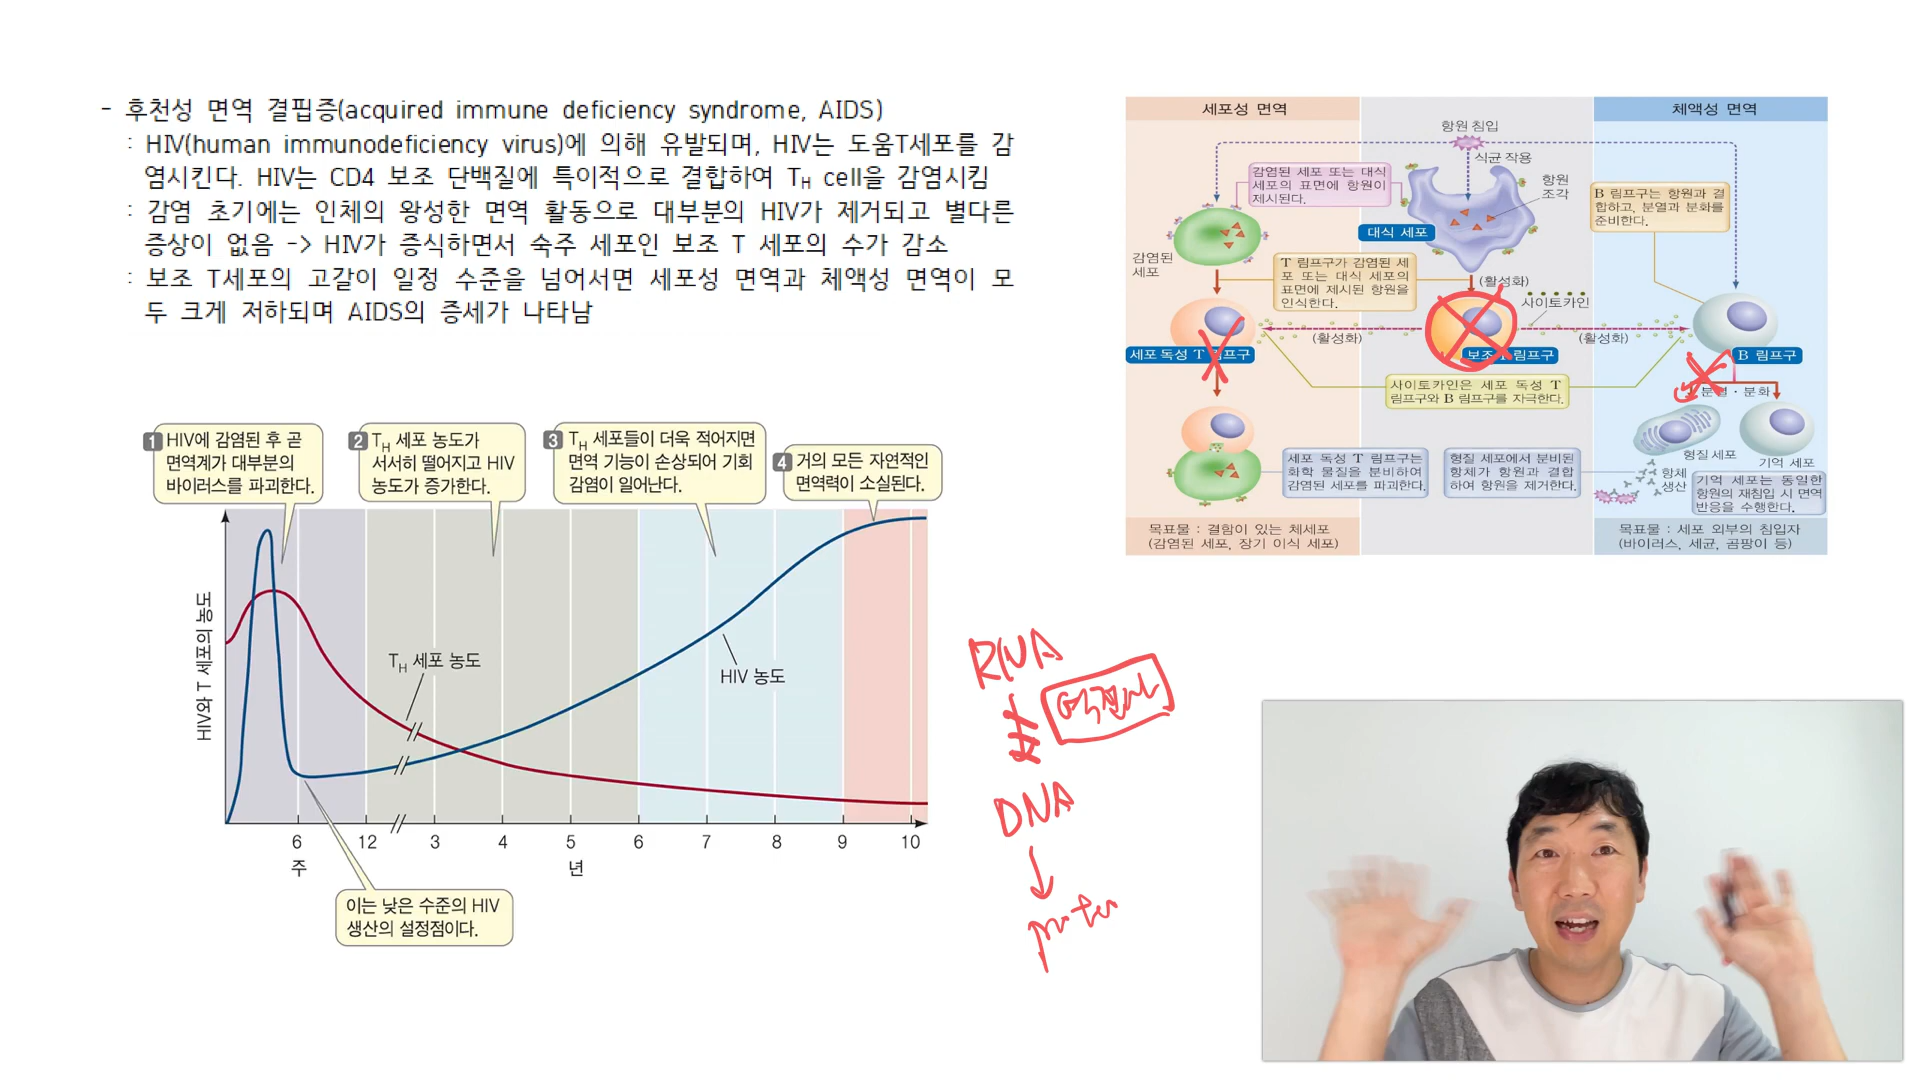 - 후천성 면역 결핍증(acquired immune deficiency syndrome, AIDS)
: HIV(human immunodeficiency virus)에 의해 유발되며, HIV는 도움T세포를 감
염시킨다. HIV는 CD4 보조 단백질에 특이적으로 결합하여 TH cell을 감염시킴
: 감염 초기에는 인체의 왕성한 면역 활동으로 대부분의 HIV가 제거되고 별다른
증상이 없음 -> HIV가 증식하면서 숙주 세포인 보조 T 세포의 수가 감소
: 보조 T세포의 고갈이 일정 수준을 넘어서면 세포성 면역과 체액성 면역이 모
두 크게 저하되며 AIDS의 증세가 나타남
1 HIV에 감염된 후 곧
면역계가 대부분의
바이러스를 파괴한다.
2 TH 세포 농도가
서서히 떨어지고 HIV
농도가 증가한다.
3 TH 세포들이 더욱 적어지면
면역 기능이 손상되어 기회
감염이 일어난다.
4 거의 모든 자연적인
면역력이 소실된다.
HIV와 T 세포의 농도
TH 세포 농도
HIV 농도
6 12 3 4 5 6 7 8 9 10
주 년
이는 낮은 수준의 HIV
생산의 설정점이다.
세포성 면역
체액성 면역
항원 침입
식균 작용
감염된 세포 또는 대식
세포의 표면에 항원이
제시된다.
항원
조각
B 림프구는 항원과 결
합하고, 분열과 분화를
준비한다.
대식 세포
감염된
세포
T 림프구가 감염된 세
포 또는 대식 세포의
표면에 제시된 항원을
인식한다.
(활성화)
사이토카인
(활성화)
(활성화)
세포 독성 T 림프구
보조 T 림프구
B 림프구
사이토카인은 세포 독성 T
림프구와 B 림프구를 자극한다.
분열·분화
형질 세포
기억 세포
세포 독성 T 림프구는
화학 물질을 분비하여
감염된 세포를 파괴한다.
형질 세포에서 분비된
항체가 항원과 결합
하여 항원을 제거한다.
항체
생산
기억 세포는 동일한
항원의 재침입 시 면역
반응을 수행한다.
목표물 : 결함이 있는 체세포
(감염된 세포, 장기 이식 세포)
목표물 : 세포 외부의 침입자
(바이러스, 세균, 곰팡이 등)
RNA
역전사
DNA